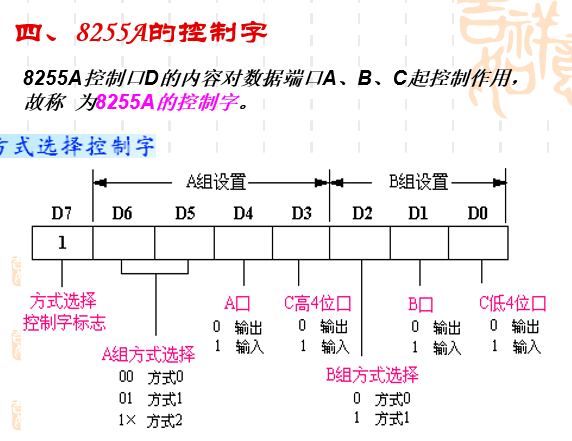 四、8255A的控制字
8255A控制口D的内容对数据端口A、B、C起控制作用，
故称 为8255A的控制字。
方式选择控制字
A组设置 B组设置
D7 D6 D5 D4 D3 D2 D1 D0
1
方式选择 A口 C高4位口 B口 C低4位口
控制字标志 0 输出 0 输出 0 输出 0 输出
1 输入 1 输入 1 输入 1 输入
A组方式选择 B组方式选择
00 方式0 0 方式0
01 方式1 1 方式1
1× 方式2